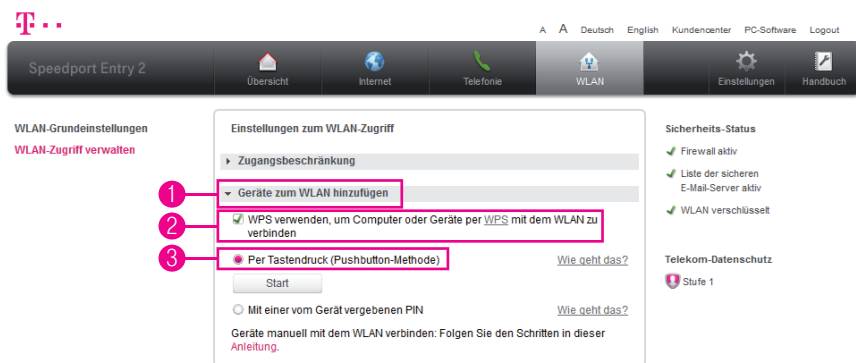 T
A A Deutsch English Kundencenter PC-Software Logout
Speedport Entry 2
Übersicht Internet Telefonie WLAN Einstellungen Handbuch
WLAN-Grundeinstellungen
WLAN-Zugriff verwalten
Einstellungen zum WLAN-Zugriff
Zugangsbeschränkung
1 Geräte zum WLAN hinzufügen
2 WPS verwenden, um Computer oder Geräte per WPS mit dem WLAN zu
verbinden
3 Per Tastendruck (Pushbutton-Methode) Wie geht das?
Start
Mit einer vom Gerät vergebenen PIN Wie geht das?
Geräte manuell mit dem WLAN verbinden: Folgen Sie den Schritten in dieser
Anleitung.
Sicherheits-Status
Firewall aktiv
Liste der sicheren
E-Mail-Server aktiv
WLAN verschlüsselt
Telekom-Datenschutz
Stufe 1